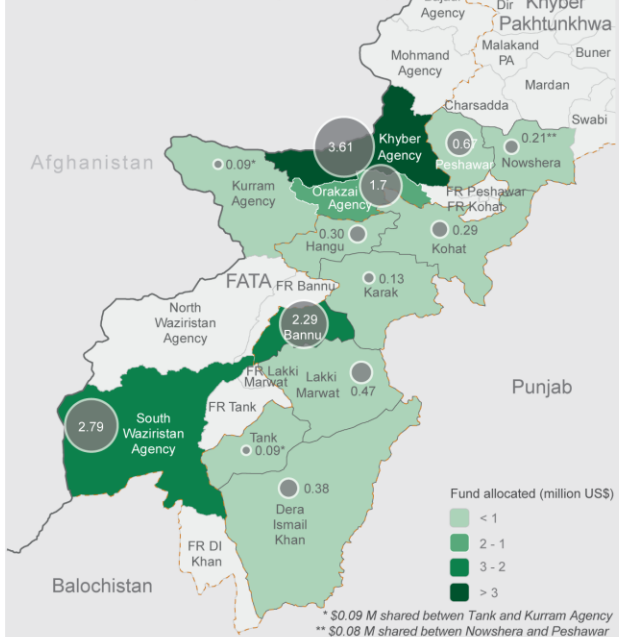 Agency
Dir
Khyber
Pakhtunkhwa
Mohmand
Agency
Malakand
PA
Buner
Mardan
Charsadda
Swabi
Afghanistan
3.61
Khyber
Agency
0.67
Peshawar
0.21**
Nowshera
0.09*
Kurram
Agency
Orakzai
Agency
1.7
FR Peshawar
FR Kohat
0.30
Hangu
0.29
Kohat
FATA
FR Bannu
0.13
Karak
North
Waziristan
Agency
2.29
Bannu
FR Lakki
Marwat
Lakki
Marwat
0.47
Punjab
FR Tank
2.79
South
Waziristan
Agency
Tank
0.09*
0.38
Dera
Ismail
Khan
FR DI
Khan
Balochistan
Fund allocated (million US$)
< 1
2 - 1
3 - 2
> 3
* $0.09 M shared betwen Tank and Kurram Agency
** $0.08 M shared betwen Nowshera and Peshawar